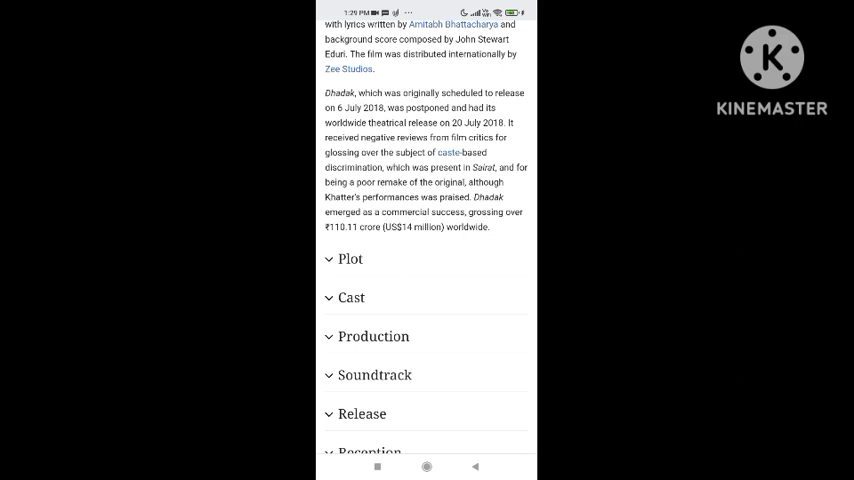 1:29 PM
K
KINEMASTER
with lyrics written by Amitabh Bhattacharya and
background score composed by John Stewart
Eduri. The film was distributed internationally by
Zee Studios.
Dhadak, which was originally scheduled to release
on 6 July 2018, was postponed and had its
worldwide theatrical release on 20 July 2018. It
received negative reviews from film critics for
glossing over the subject of caste-based
discrimination, which was present in Sairat, and for
being a poor remake of the original, although
Khatter's performances was praised. Dhadak
emerged as a commercial success, grossing over
₹110.11 crore (US$14 million) worldwide.
Plot
Cast
Production
Soundtrack
Release
Reception